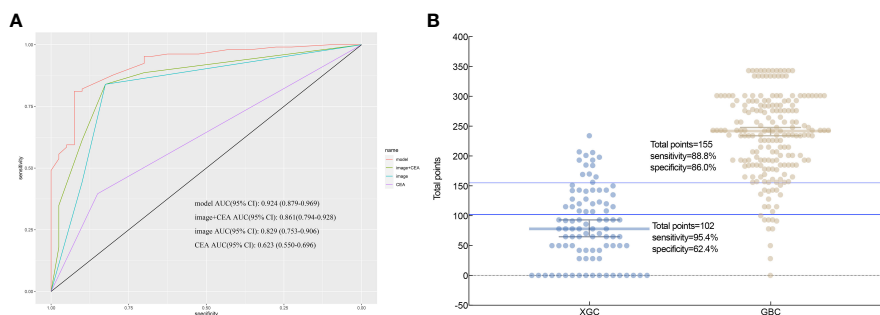 A
1.00
0.75
0.50
0.25
0.00
sensitivity
1.00
0.75
0.50
0.25
0.00
specificity
model AUC(95% CI): 0.924 (0.879-0.969)
image+CEA AUC(95% CI): 0.861(0.794-0.928)
image AUC(95% CI): 0.829 (0.753-0.906)
CEA AUC(95% CI): 0.623 (0.550-0.696)
name
model
image+CEA
image
CEA
B
Total points
400
350
300
250
200
150
100
50
0
-50
Total points=155
sensitivity=88.8%
specificity=86.0%
Total points=102
sensitivity=95.4%
specificity=62.4%
XGC
GBC